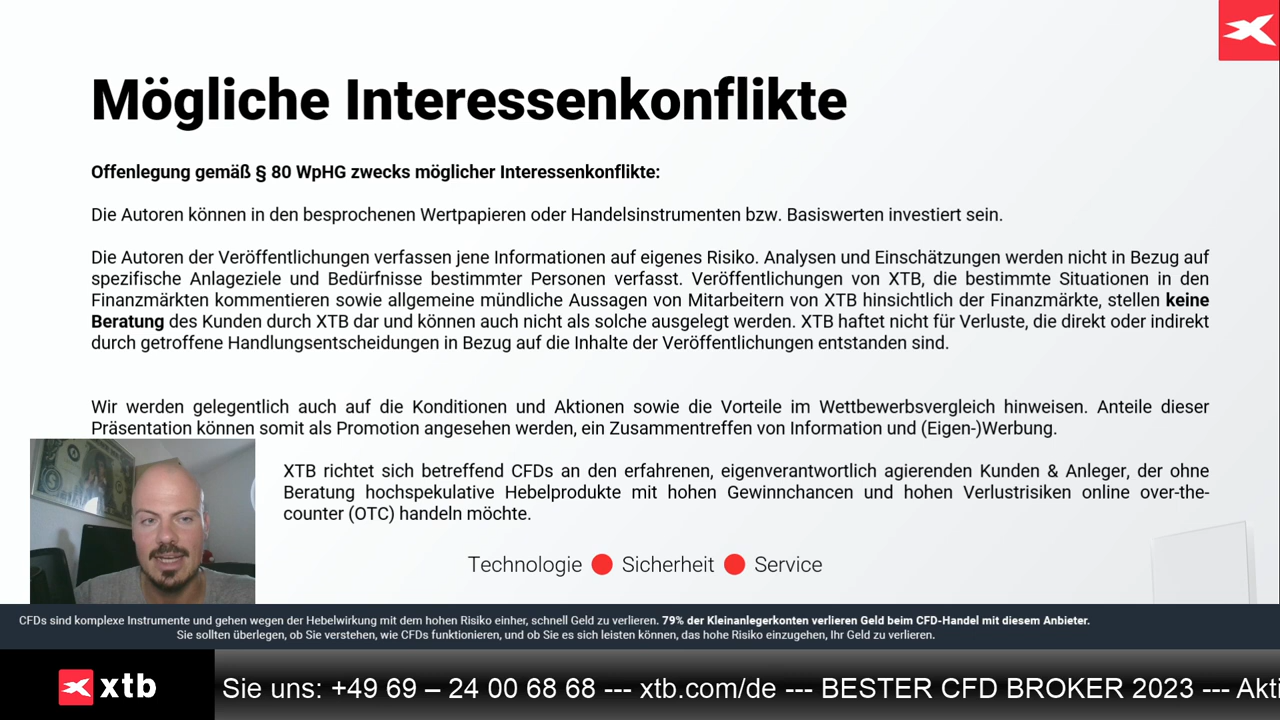 Mögliche Interessenkonflikte
Offenlegung gemäß § 80 WpHG zwecks möglicher Interessenkonflikte:
Die Autoren können in den besprochenen Wertpapieren oder Handelsinstrumenten bzw. Basiswerten investiert sein.
Die Autoren der Veröffentlichungen verfassen jene Informationen auf eigenes Risiko. Analysen und Einschätzungen werden nicht in Bezug auf
spezifische Anlageziele und Bedürfnisse bestimmter Personen verfasst. Veröffentlichungen von XTB, die bestimmte Situationen in den
Finanzmärkten kommentieren sowie allgemeine mündliche Aussagen von Mitarbeitern von XTB hinsichtlich der Finanzmärkte, stellen keine
Beratung des Kunden durch XTB dar und können auch nicht als solche ausgelegt werden. XTB haftet nicht für Verluste, die direkt oder indirekt
durch getroffene Handlungsentscheidungen in Bezug auf die Inhalte der Veröffentlichungen entstanden sind.
Wir werden gelegentlich auch auf die Konditionen und Aktionen sowie die Vorteile im Wettbewerbsvergleich hinweisen. Anteile dieser
Präsentation können somit als Promotion angesehen werden, ein Zusammentreffen von Information und (Eigen-)Werbung.
XTB richtet sich betreffend CFDs an den erfahrenen, eigenverantwortlich agierenden Kunden & Anleger, der ohne
Beratung hochspekulative Hebelprodukte mit hohen Gewinnchancen und hohen Verlustrisiken online over-the-
counter (OTC) handeln möchte.
Technologie Sicherheit Service
CFDs sind komplexe Instrumente und gehen wegen der Hebelwirkung mit dem hohen Risiko einher, schnell Geld zu verlieren. 79% der Kleinanlegerkonten verlieren Geld beim CFD-Handel mit diesem Anbieter.
Sie sollten überlegen, ob Sie verstehen, wie CFDs funktionieren, und ob Sie es sich leisten können, das hohe Risiko einzugehen, Ihr Geld zu verlieren.
xtb Sie uns: +49 69 – 24 00 68 68 --- xtb.com/de --- BESTER CFD BROKER 2023 --- Akti